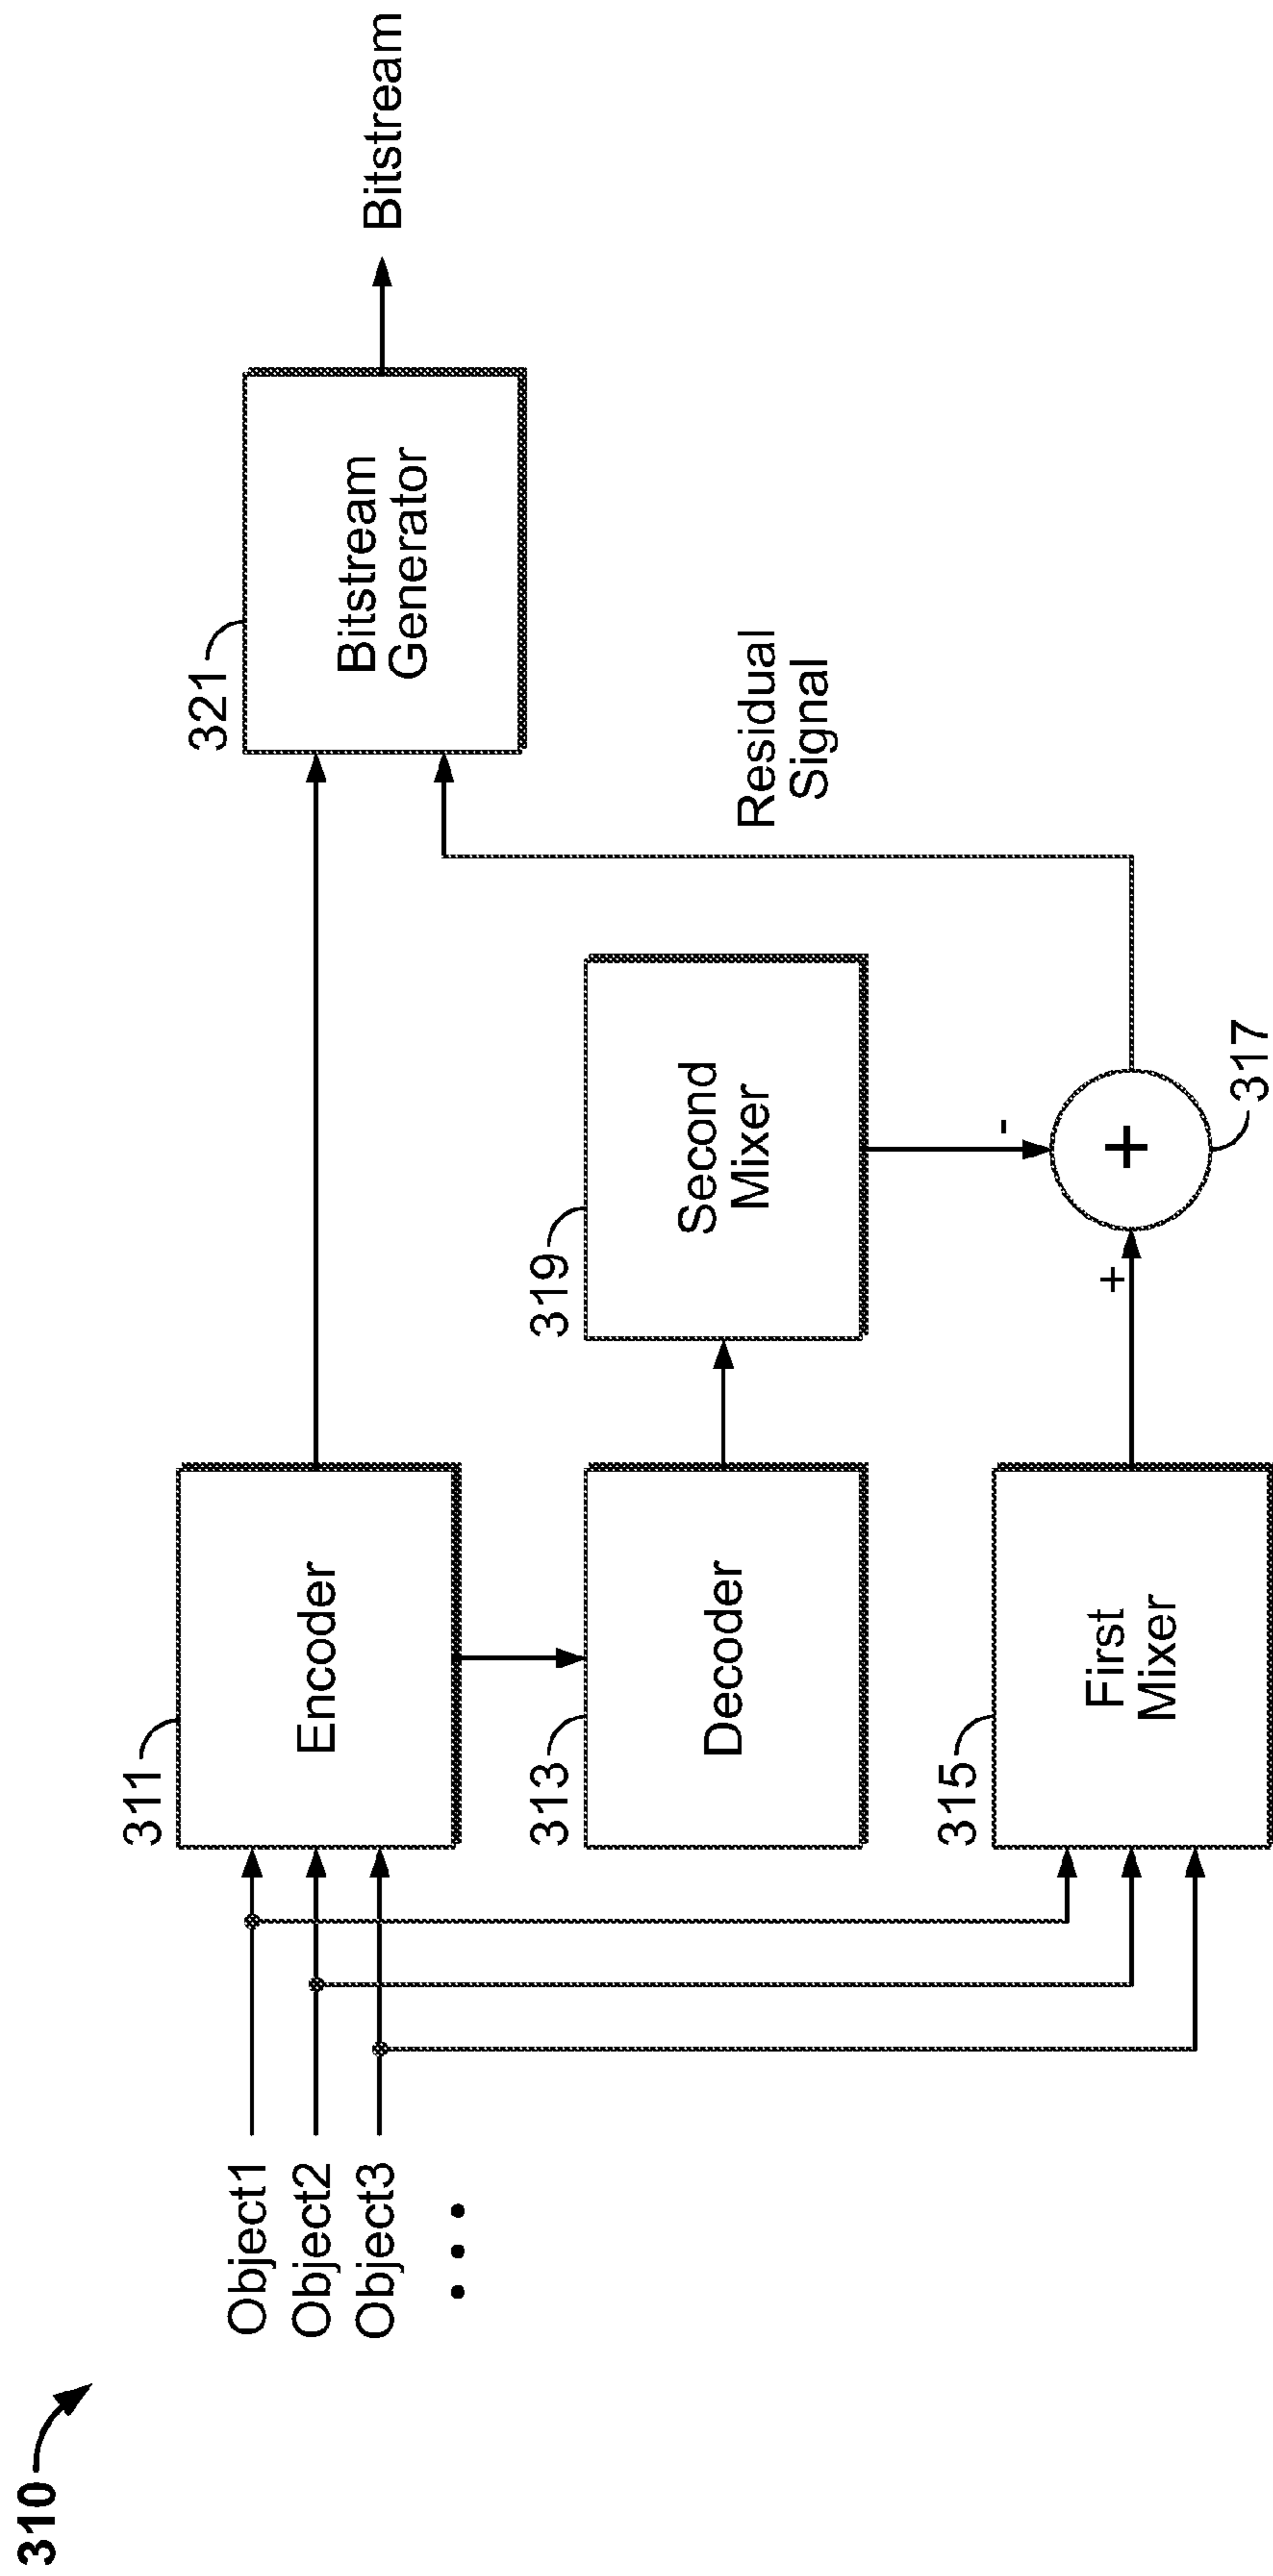 310
Object1
Object2
Object3
311
Encoder
313
Decoder
315
First
Mixer
319
Second
Mixer
+
-
+
317
Residual
Signal
321
Bitstream
Generator
Bitstream